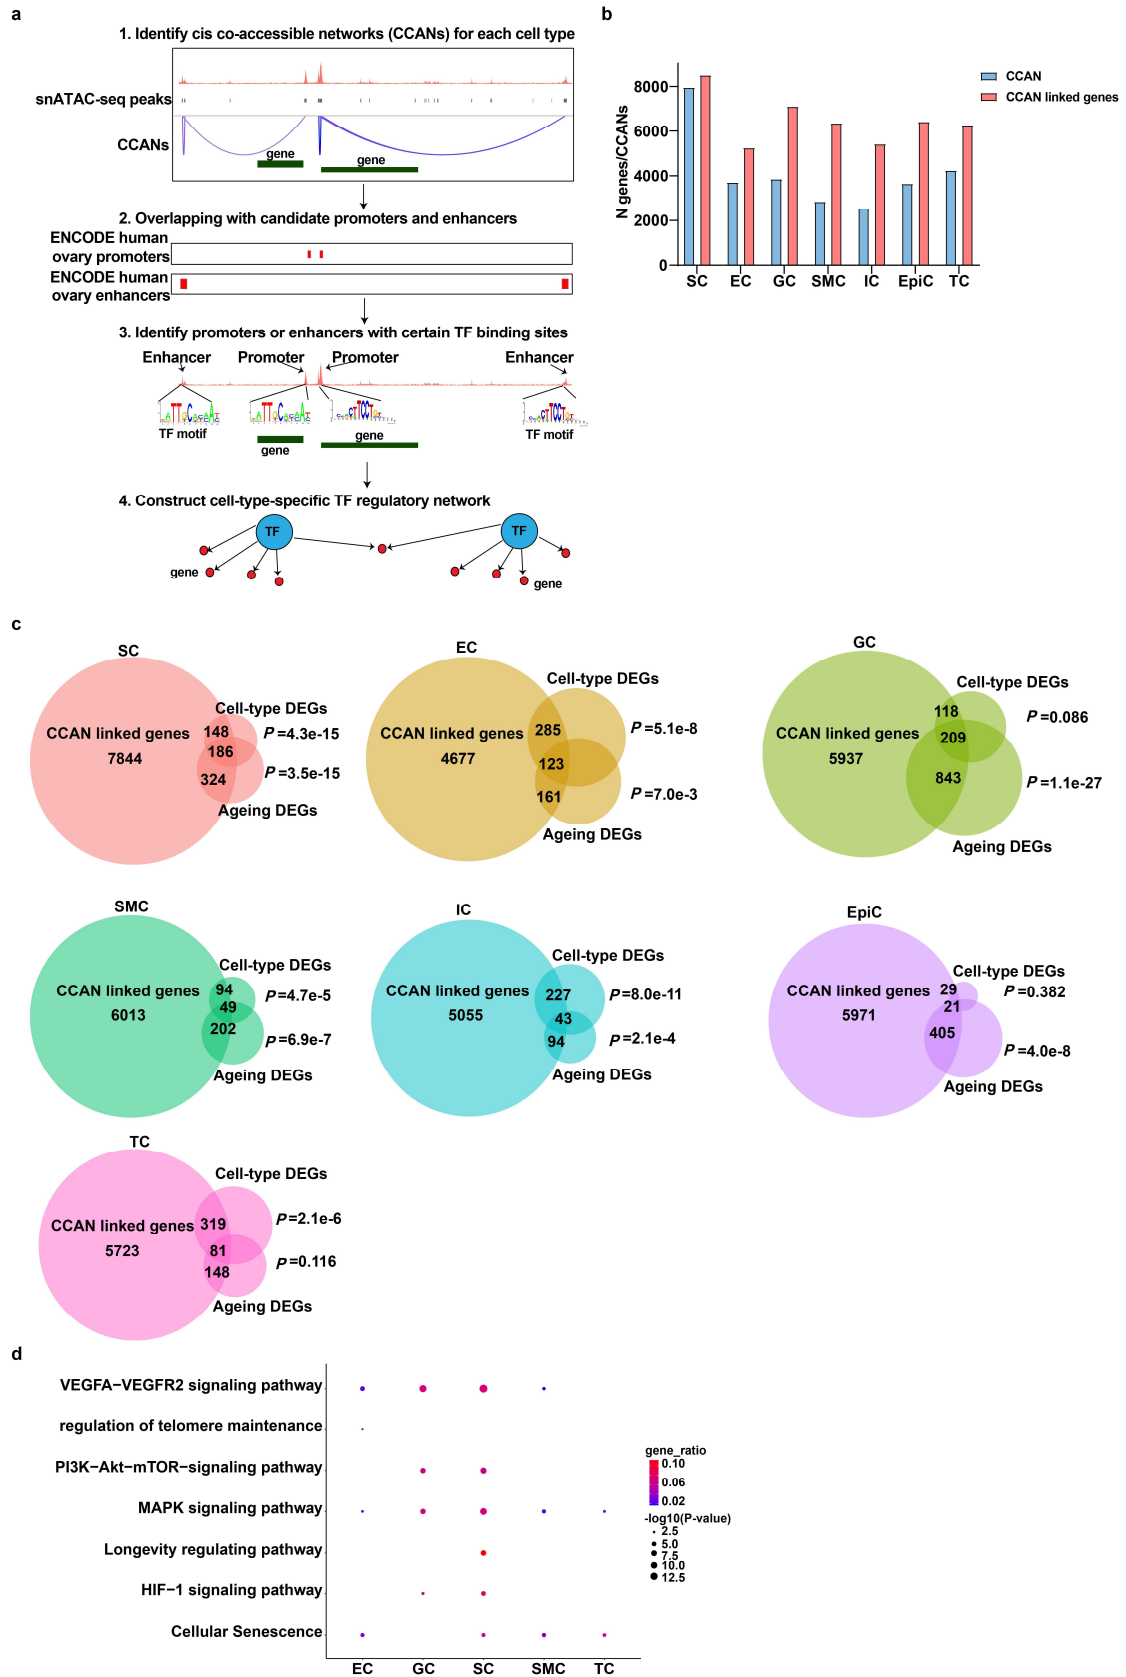 a
1. Identify cis co-accessible networks (CCANs) for each cell type
snATAC-seq peaks
CCANs
gene
gene
2. Overlapping with candidate promoters and enhancers
ENCODE human
ovary promoters
ENCODE human
ovary enhancers
3. Identify promoters or enhancers with certain TF binding sites
Enhancer Promoter Promoter Enhancer
TF motif
TF motif
gene
gene
4. Construct cell-type-specific TF regulatory network
TF
TF
gene
gene
b
N genes/CCANs
8000
6000
4000
2000
0
SC EC GC SMC IC EpiC TC
CCAN
CCAN linked genes
c
SC
CCAN linked genes
7844
148
186
324
Cell-type DEGs
P=4.3e-15
P=3.5e-15
Ageing DEGs
EC
CCAN linked genes
4677
285
123
161
Cell-type DEGs
P=5.1e-8
P=7.0e-3
Ageing DEGs
GC
CCAN linked genes
5937
118
209
843
Cell-type DEGs
P=0.086
P=1.1e-27
Ageing DEGs
SMC
CCAN linked genes
6013
94
49
202
Cell-type DEGs
P=4.7e-5
P=6.9e-7
Ageing DEGs
IC
CCAN linked genes
5055
227
43
94
Cell-type DEGs
P=8.0e-11
P=2.1e-4
Ageing DEGs
EpiC
CCAN linked genes
5971
29
21
405
Cell-type DEGs
P=0.382
P=4.0e-8
Ageing DEGs
TC
CCAN linked genes
5723
319
81
148
Cell-type DEGs
P=2.1e-6
P=0.116
Ageing DEGs
d
VEGFA−VEGFR2 signaling pathway
regulation of telomere maintenance
PI3K−Akt−mTOR−signaling pathway
MAPK signaling pathway
Longevity regulating pathway
HIF−1 signaling pathway
Cellular Senescence
EC GC SC SMC TC
gene_ratio
0.10
0.06
0.02
-log10(P-value)
2.5
5.0
7.5
10.0
12.5